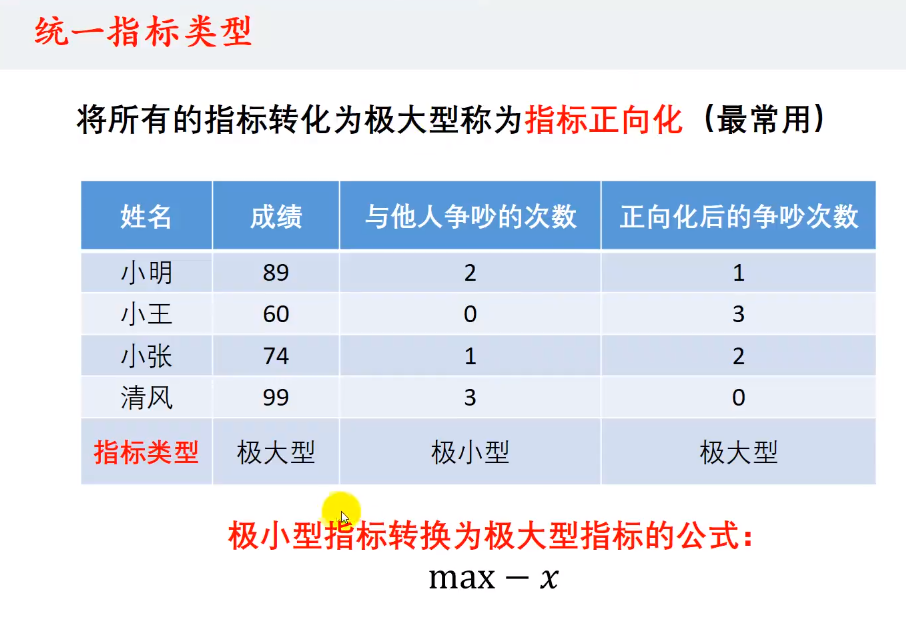 统一指标类型
将所有的指标转化为极大型称为指标正向化（最常用）
姓名 成绩 与他人争吵的次数 正向化后的争吵次数
小明 89 2 1
小王 60 0 3
小张 74 1 2
清风 99 3 0
指标类型 极大型 极小型 极大型
极小型指标转换为极大型指标的公式：
max − x